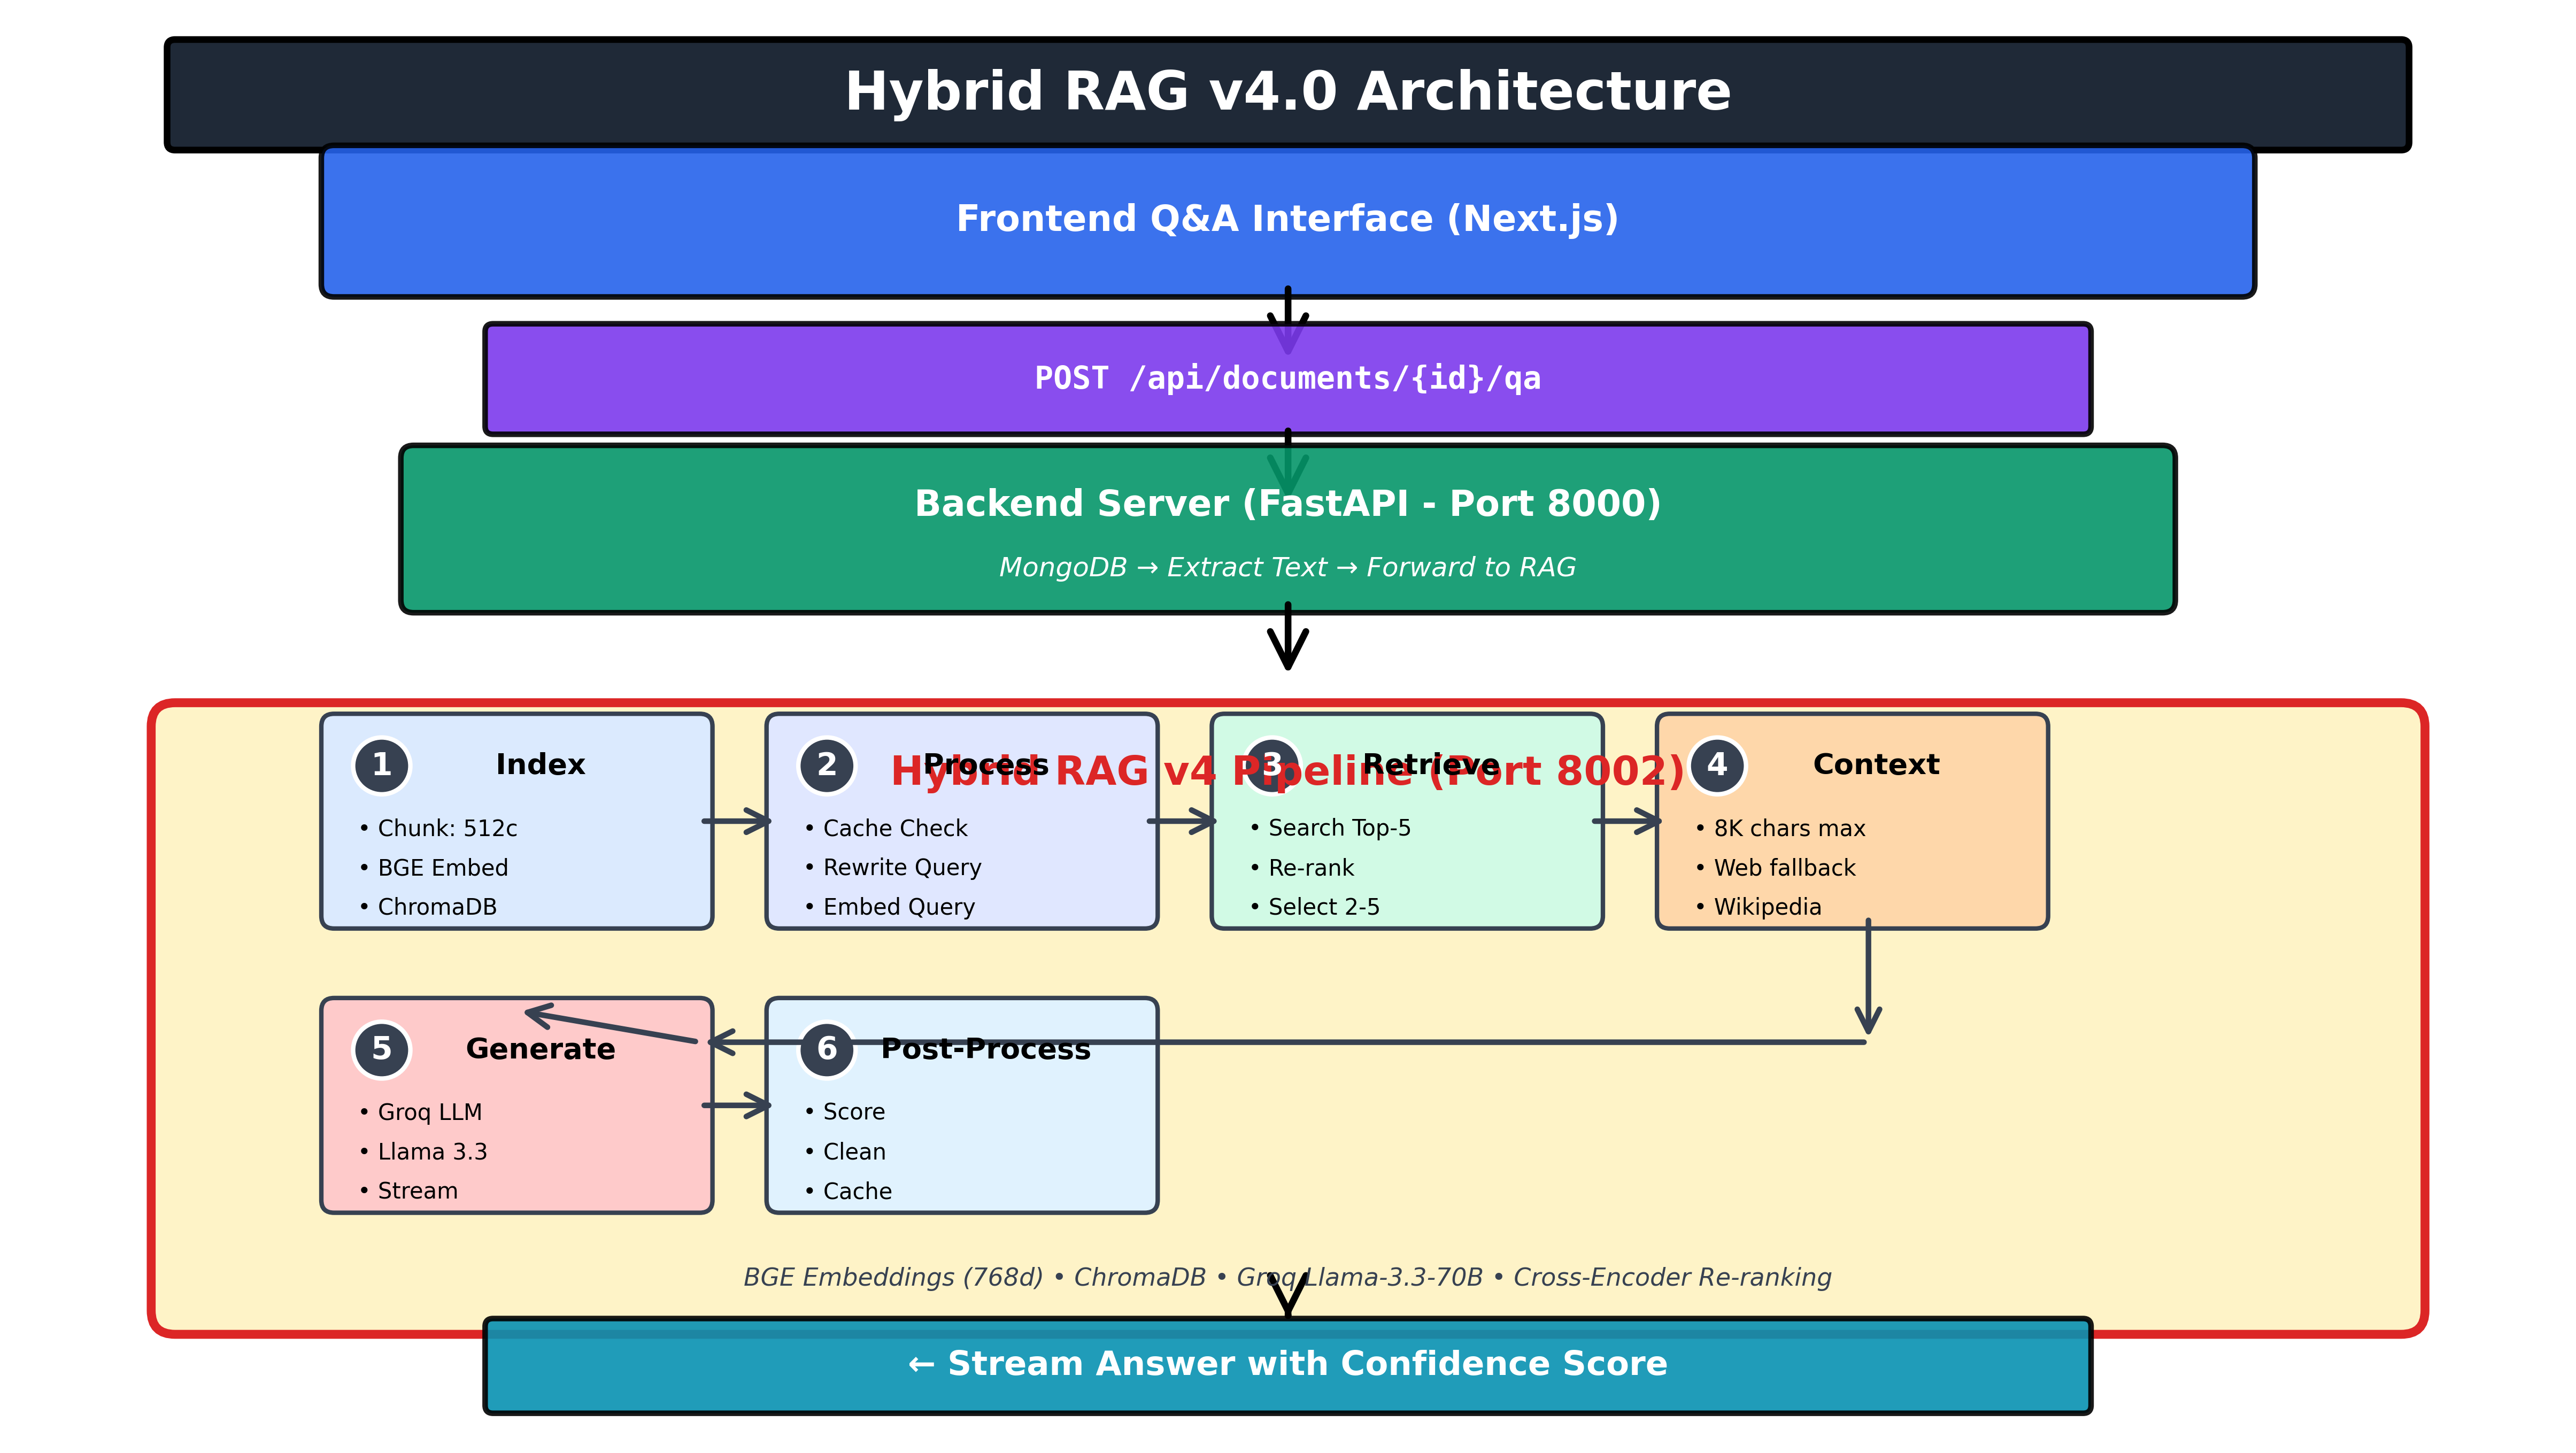 Hybrid RAG v4.0 Architecture
Frontend Q&A Interface (Next.js)
POST /api/documents/{id}/qa
Backend Server (FastAPI - Port 8000)
MongoDB → Extract Text → Forward to RAG
Hybrid RAG v4 Pipeline (Port 8002)
1 Index
• Chunk: 512c
• BGE Embed
• ChromaDB
2 Process
• Cache Check
• Rewrite Query
• Embed Query
3 Retrieve
• Search Top-5
• Re-rank
• Select 2-5
4 Context
• 8K chars max
• Web fallback
• Wikipedia
5 Generate
• Groq LLM
• Llama 3.3
• Stream
6 Post-Process
• Score
• Clean
• Cache
BGE Embeddings (768d) • ChromaDB • Groq Llama-3.3-70B • Cross-Encoder Re-ranking
← Stream Answer with Confidence Score